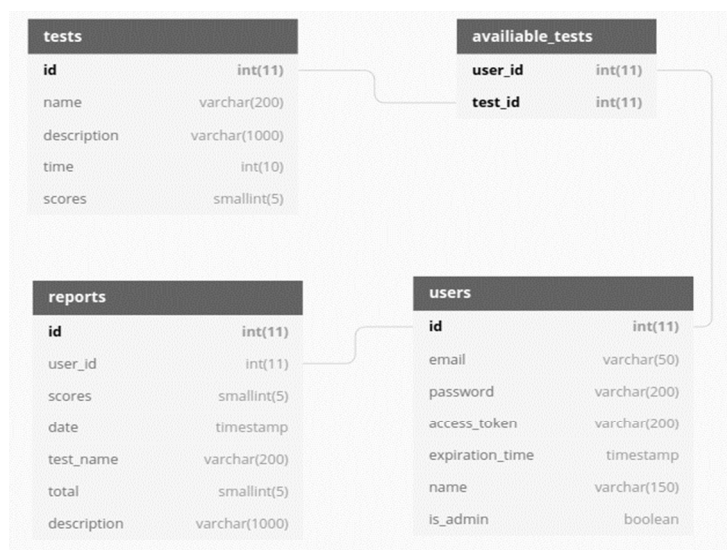 tests
id int(11)
name varchar(200)
description varchar(1000)
time int(10)
scores smallint(5)
availiable_tests
user_id int(11)
test_id int(11)
reports
id int(11)
user_id int(11)
scores smallint(5)
date timestamp
test_name varchar(200)
total smallint(5)
description varchar(1000)
users
id int(11)
email varchar(50)
password varchar(200)
access_token varchar(200)
expiration_time timestamp
name varchar(150)
is_admin boolean